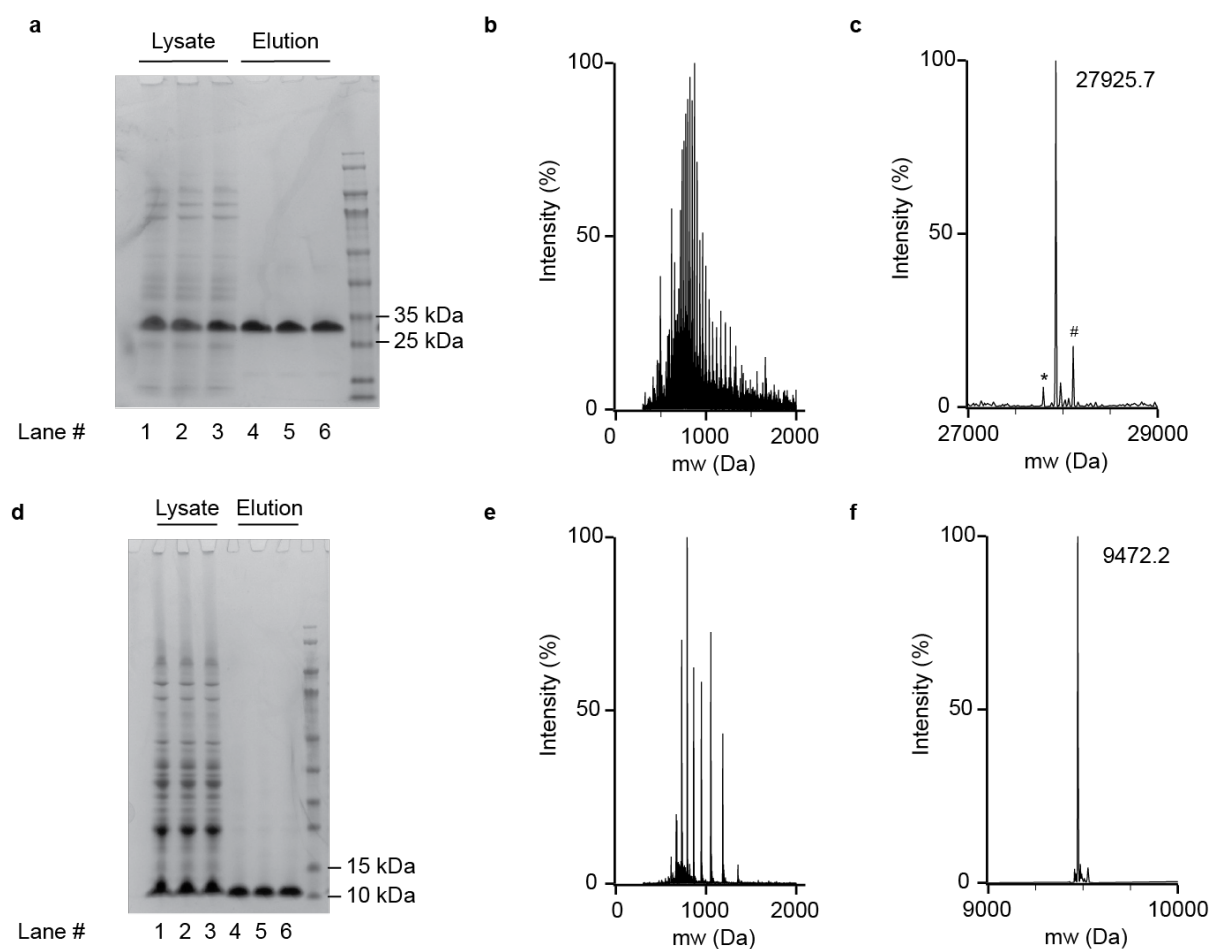 a
Lysate Elution
35 kDa
25 kDa
Lane # 1 2 3 4 5 6
b
100
50
0
Intensity (%)
0 1000 2000
mw (Da)
c
100
50
0
Intensity (%)
27925.7
*
#
27000 29000
mw (Da)
d
Lysate Elution
15 kDa
10 kDa
Lane # 1 2 3 4 5 6
e
100
50
0
Intensity (%)
0 1000 2000
mw (Da)
f
100
50
0
Intensity (%)
9472.2
9000 10000
mw (Da)